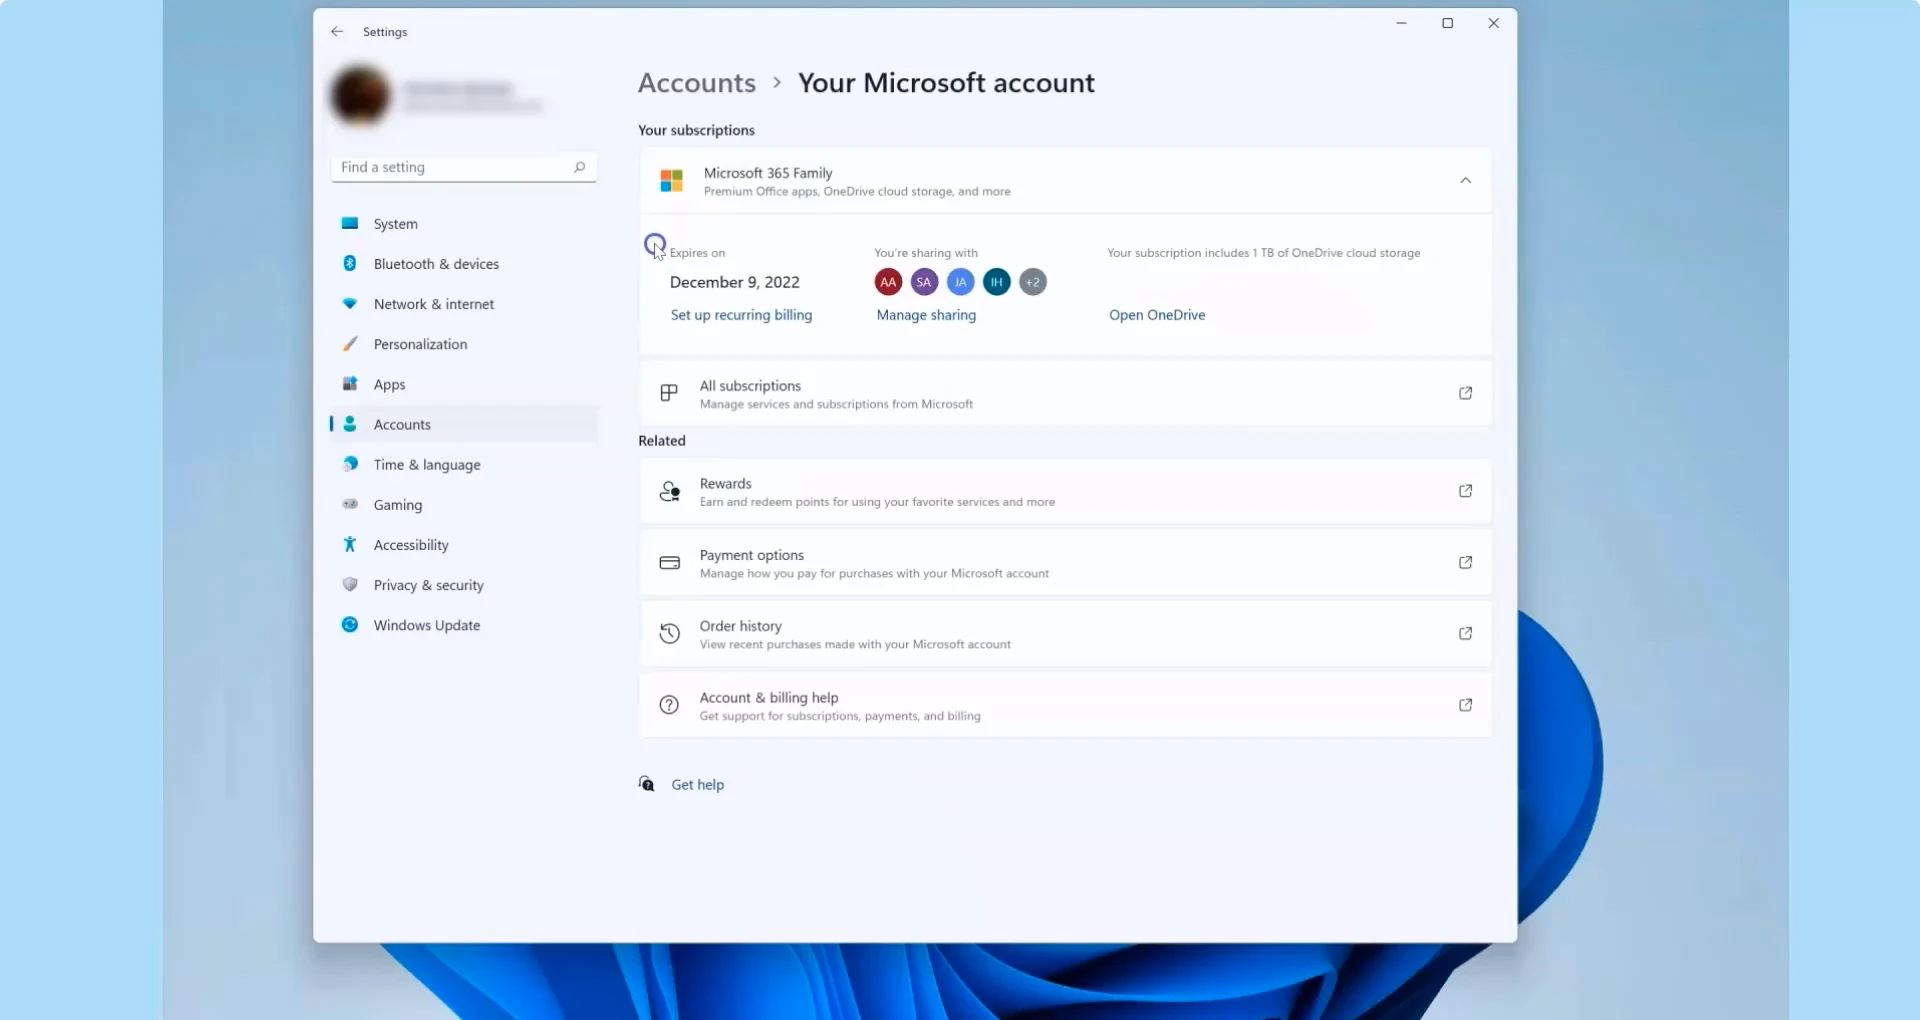 Settings
Find a setting
System
Bluetooth & devices
Network & internet
Personalization
Apps
Accounts
Time & language
Gaming
Accessibility
Privacy & security
Windows Update
Accounts > Your Microsoft account
Your subscriptions
Microsoft 365 Family
Premium Office apps, OneDrive cloud storage, and more
Expires on
December 9, 2022
Set up recurring billing
You're sharing with
AA SA JA IH +2
Manage sharing
Your subscription includes 1 TB of OneDrive cloud storage
Open OneDrive
All subscriptions
Manage services and subscriptions from Microsoft
Related
Rewards
Earn and redeem points for using your favorite services and more
Payment options
Manage how you pay for purchases with your Microsoft account
Order history
View recent purchases made with your Microsoft account
Account & billing help
Get support for subscriptions, payments, and billing
Get help